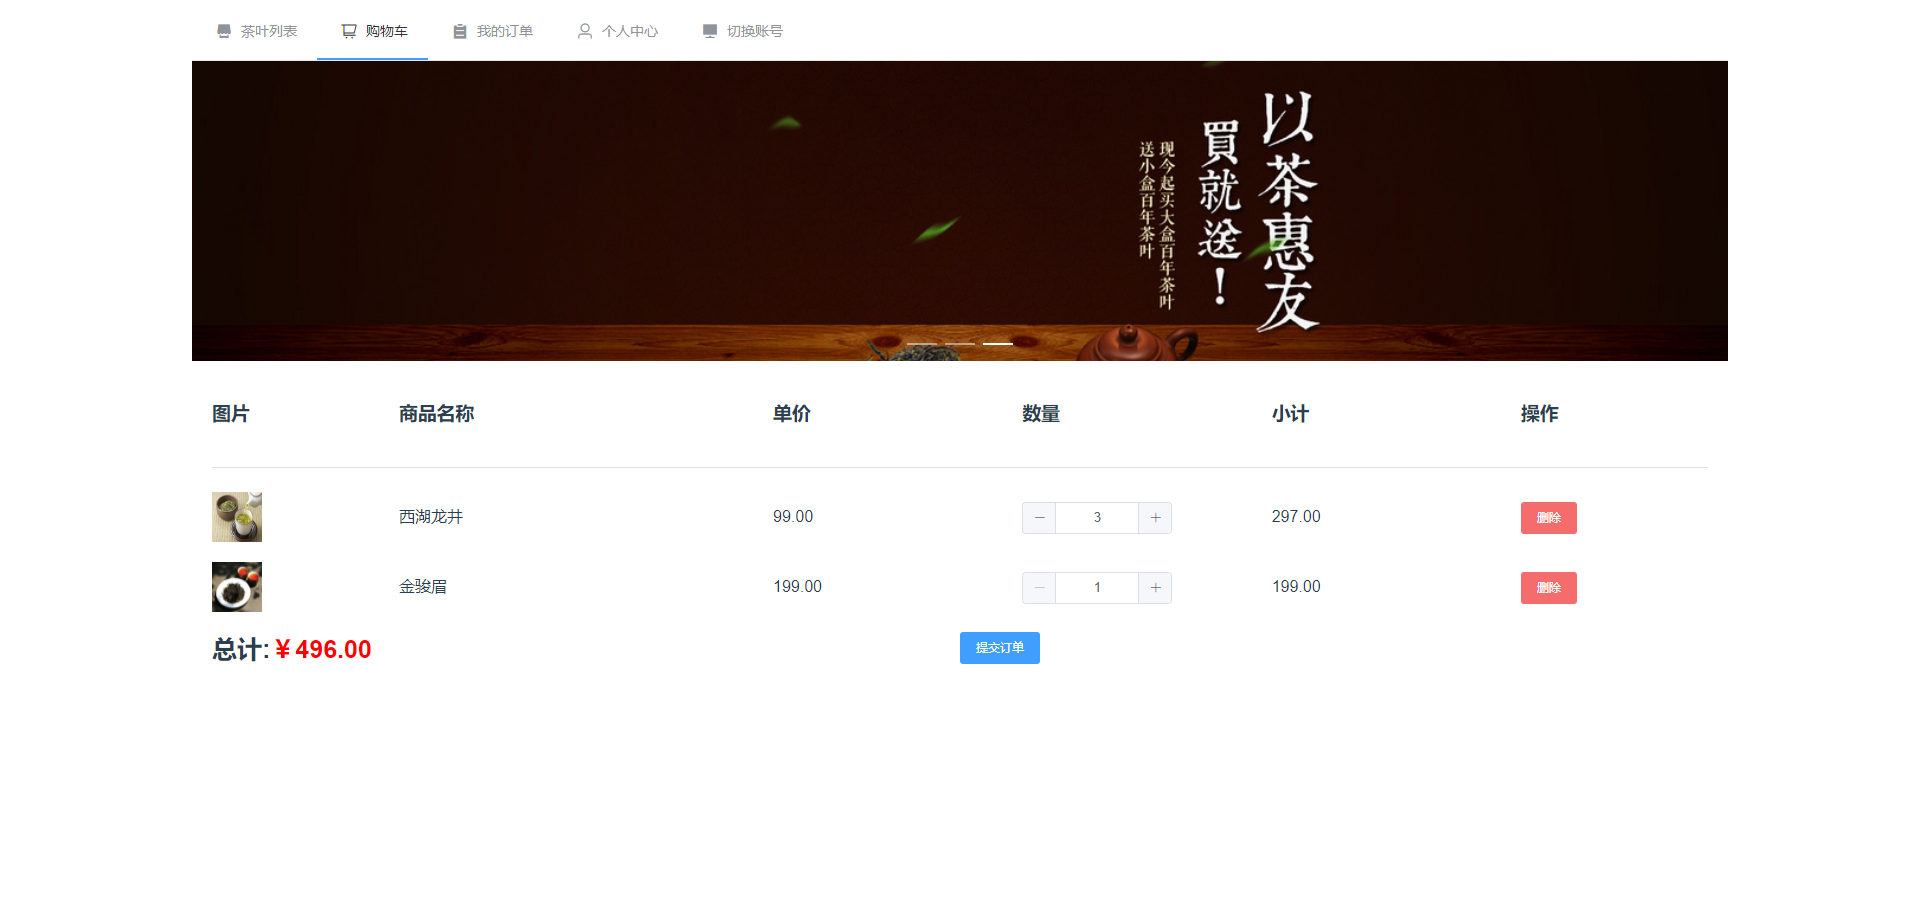 茶叶列表
购物车
我的订单
个人中心
切换账号
以茶惠友
買就送！
现今起买大盒百年茶叶
送小盒百年茶叶
图片 商品名称 单价 数量 小计 操作
西湖龙井 99.00 3 297.00 删除
金骏眉 199.00 1 199.00 删除
总计: ¥ 496.00 提交订单